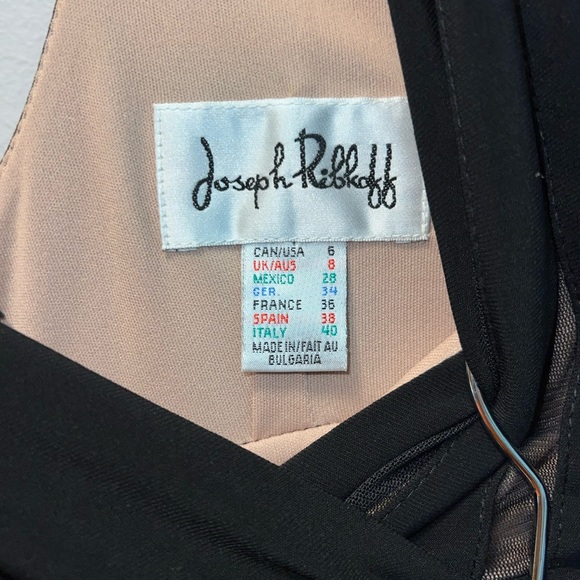 Joseph Ribkoff
CAN/USA 6
UK/AUS 8
MEXICO 28
GER. 34
FRANCE 36
SPAIN 38
ITALY 40
MADE IN/FAIT AU
BULGARIA